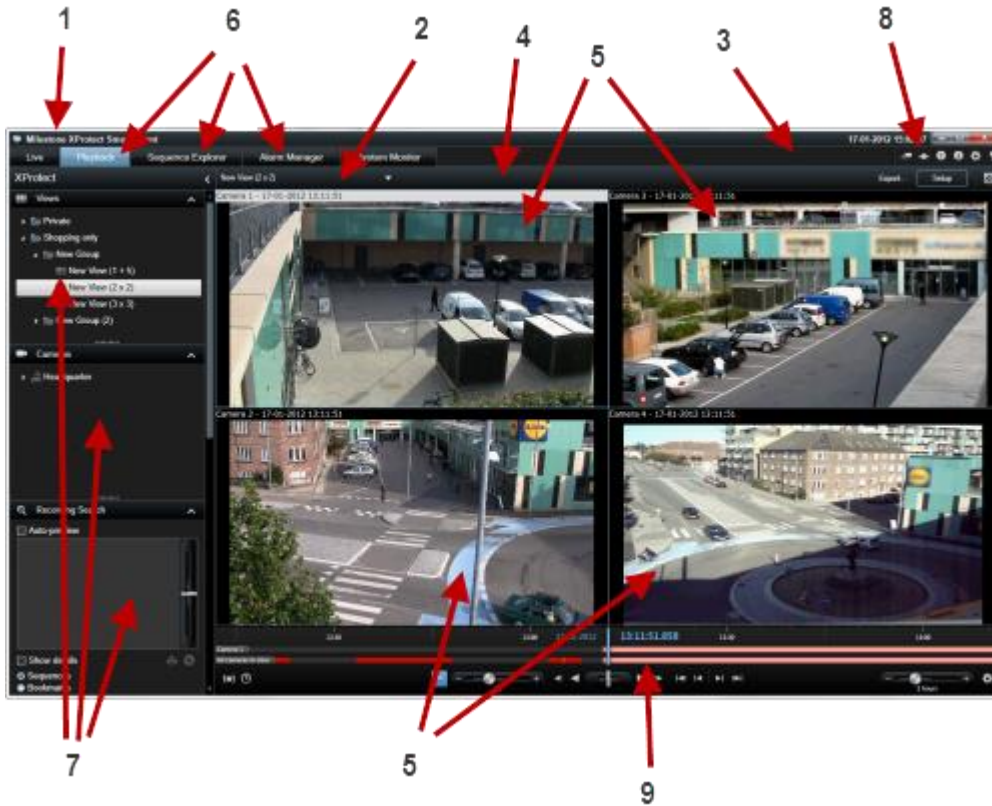 1
6
2
4
5
3
8
Milestone XProtect Smart Client
17-01-2012
Live
Playback
Sequence Explorer
Alarm Manager
System Monitor
XProtect
New View (2 x 2)
Export
Setup
Views
Private
Shopping only
New Group
New View (1 + 5)
New View (2 x 2)
New View (3 x 3)
New Group (2)
Cameras
Headquarter
Recording Search
Auto-preview
Show details
Sequences
Bookmarks
Camera 1 - 17-01-2012 13:11:51
Camera 3 - 17-01-2012 13:11:51
Camera 2 - 17-01-2012 13:11:51
Camera 4 - 17-01-2012 13:11:51
13:11:51.858
Camera 1
7
5
9